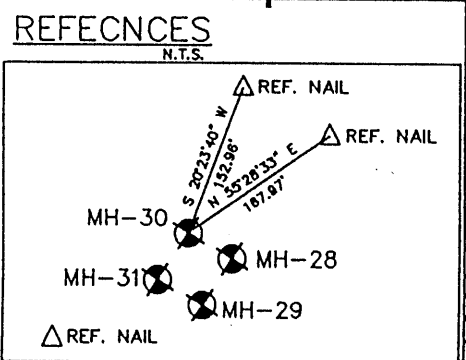 REFECNCES
N.T.S.
REF. NAIL
REF. NAIL
S 20°23'40" W
152.96'
N 55°28'33" E
187.97'
MH-30
MH-28
MH-31
MH-29
REF. NAIL